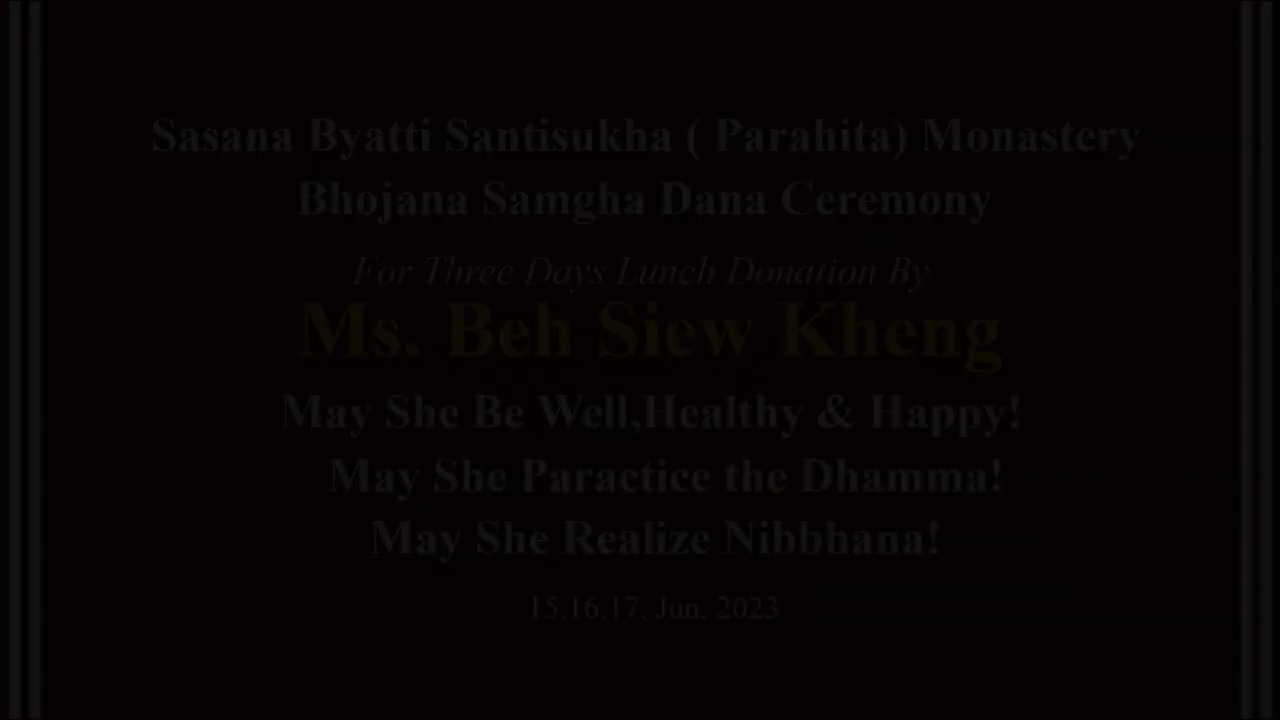 Sasana Byatti Santisukha ( Parahita) Monastery
Bhojana Samgha Dana Ceremony
For Three Days Lunch Donation By
Ms. Beh Siew Kheng
May She Be Well,Healthy & Happy!
May She Paractice the Dhamma!
May She Realize Nibbhana!
15,16,17, Jun, 2023